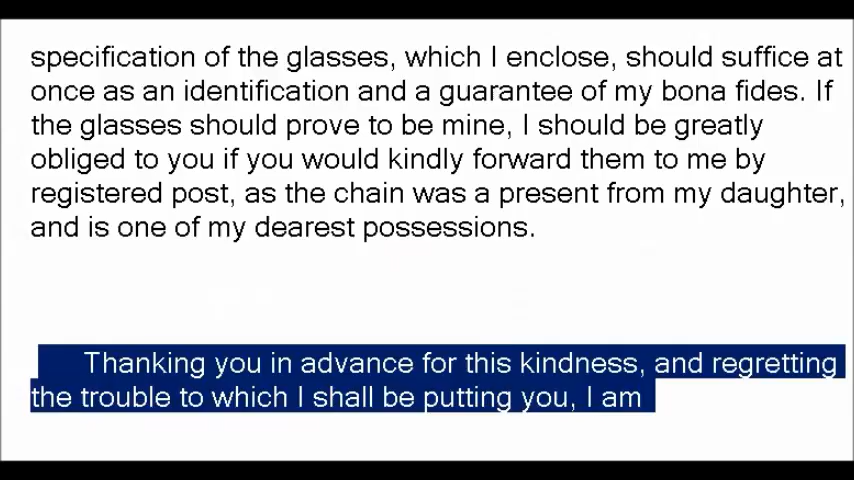 specification of the glasses, which I enclose, should suffice at
once as an identification and a guarantee of my bona fides. If
the glasses should prove to be mine, I should be greatly
obliged to you if you would kindly forward them to me by
registered post, as the chain was a present from my daughter,
and is one of my dearest possessions.
Thanking you in advance for this kindness, and regretting
the trouble to which I shall be putting you, I am